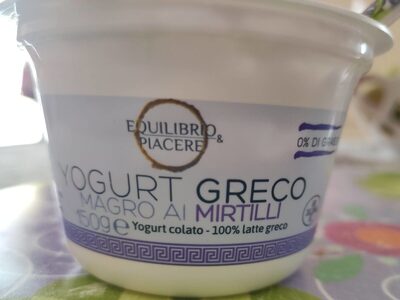 EQUILIBRIO
& PIACERE
0% DI GRASSI
YOGURT GRECO
MAGRO AI MIRTILLI
150g e Yogurt colato - 100% latte greco